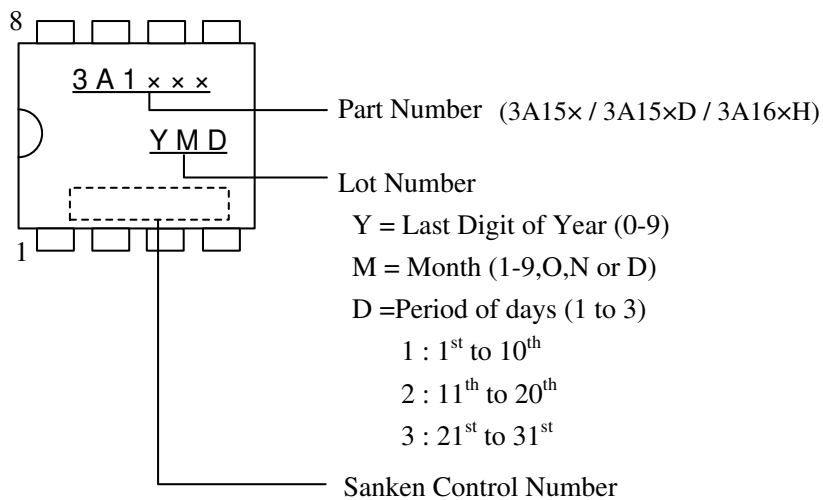 8
3 A 1 × × ×
Part Number (3A15× / 3A15×D / 3A16×H)
Y M D
Lot Number
Y = Last Digit of Year (0-9)
1
M = Month (1-9,O,N or D)
D =Period of days (1 to 3)
1 : 1st to 10th
2 : 11th to 20th
3 : 21st to 31st
Sanken Control Number